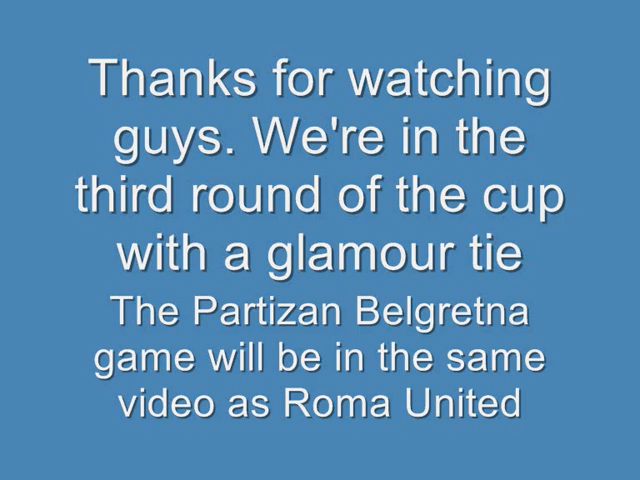 Thanks for watching
guys. We're in the
third round of the cup
with a glamour tie
The Partizan Belgretna
game will be in the same
video as Roma United